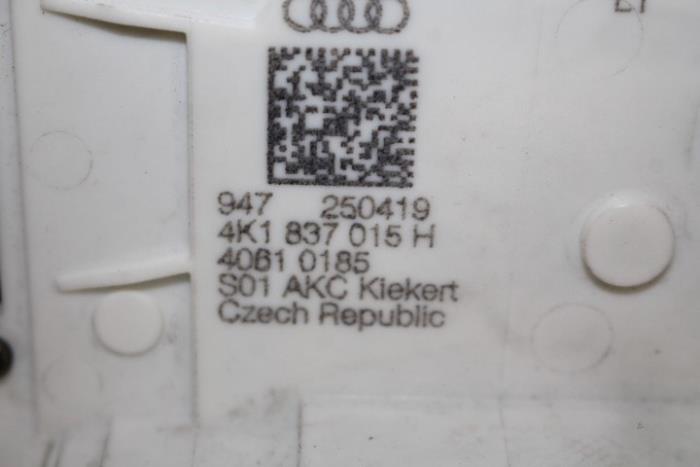 947 250419
4K1 837 015 H
4061 0185
S01 AKC Kiekert
Czech Republic